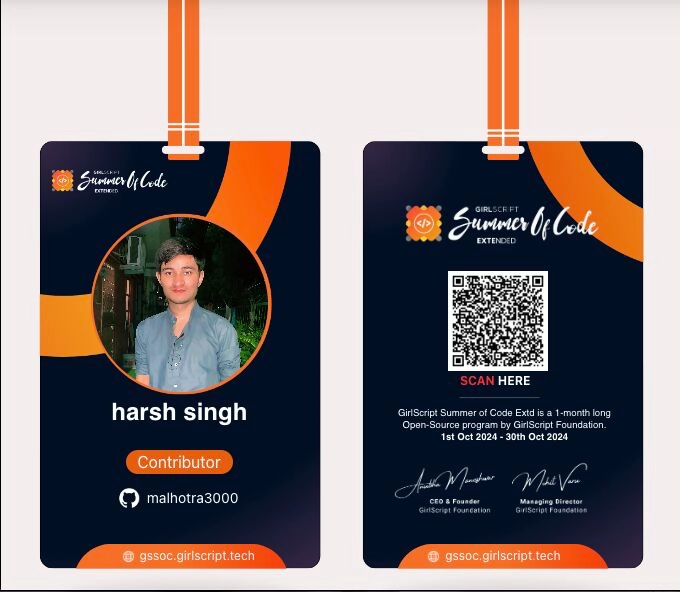 GIRLSCRIPT
Summer Of Code
EXTENDED
harsh singh
Contributor
malhotra3000
gssoc.girlscript.tech
GIRLSCRIPT
Summer Of Code
EXTENDED
SCAN HERE
GirlScript Summer of Code Extd is a 1-month long
Open-Source program by GirlScript Foundation.
1st Oct 2024 - 30th Oct 2024
CEO & Founder
GirlScript Foundation
Managing Director
GirlScript Foundation
gssoc.girlscript.tech